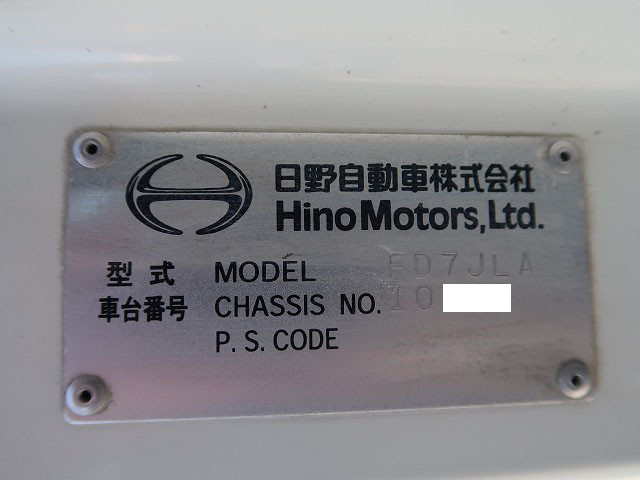 日野自動車株式会社
Hino Motors, Ltd.
型式 MODEL FD7JLA
車台番号 CHASSIS NO. 10
P. S. CODE